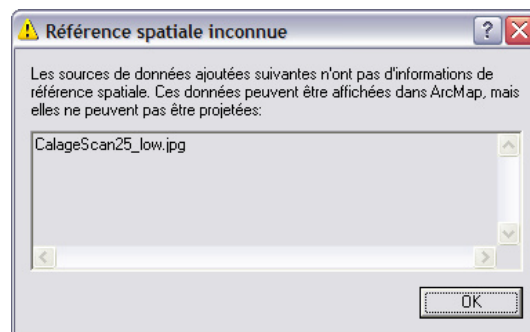 Référence spatiale inconnue
Les sources de données ajoutées suivantes n'ont pas d'informations de
référence spatiale. Ces données peuvent être affichées dans ArcMap, mais
elles ne peuvent pas être projetées:
CalageScan25_low.jpg
OK